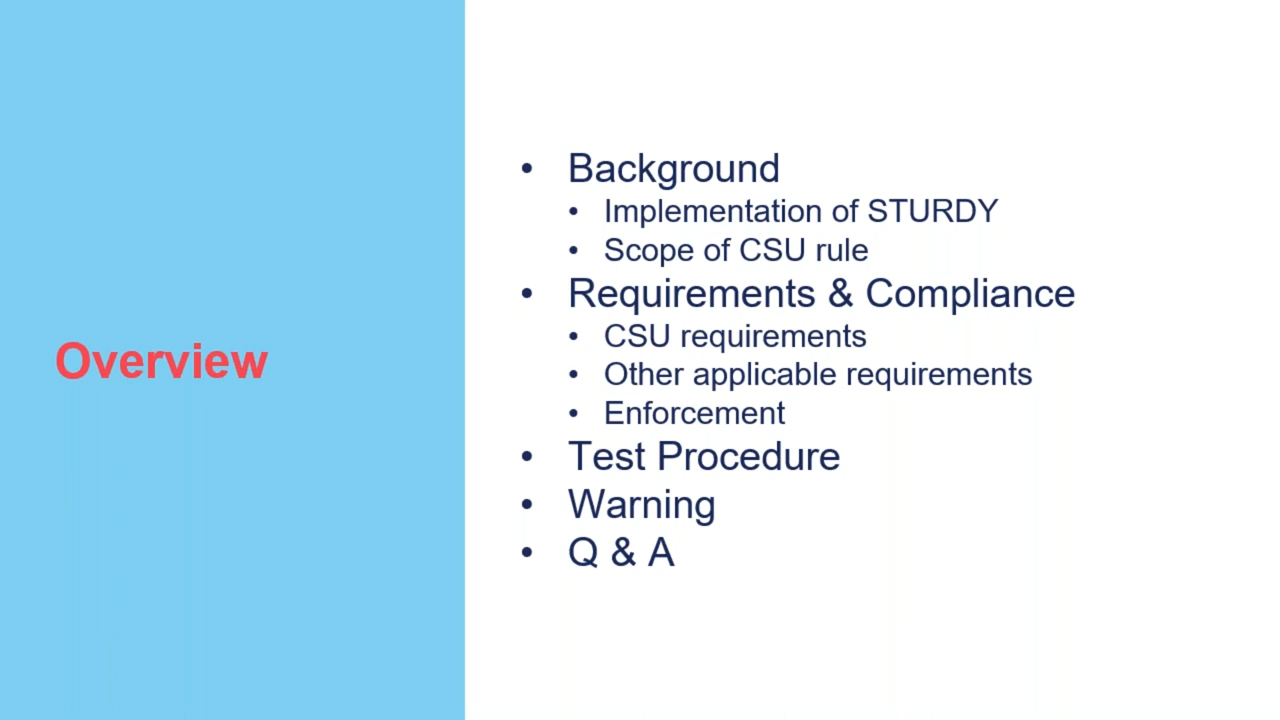 Overview
• Background
• Implementation of STURDY
• Scope of CSU rule
• Requirements & Compliance
• CSU requirements
• Other applicable requirements
• Enforcement
• Test Procedure
• Warning
• Q & A